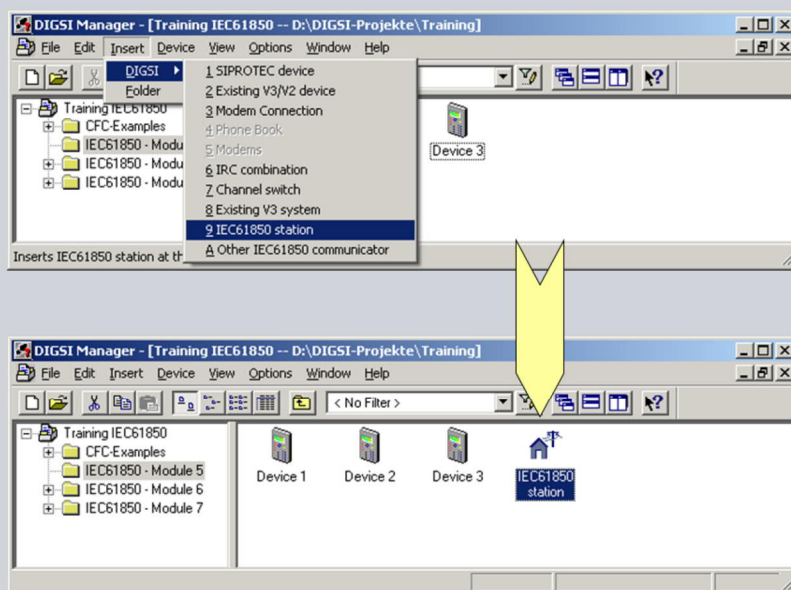 DIGSI Manager - [Training IEC61850 -- D:\DIGSI-Projekte\Training]
File Edit Insert Device View Options Window Help
DIGSI
Folder
1 SIPROTEC device
2 Existing V3/V2 device
3 Modem Connection
4 Phone Book
5 Modems
6 IRC combination
7 Channel switch
8 Existing V3 system
9 IEC61850 station
A Other IEC61850 communicator
Training IEC61850
CFC-Examples
IEC61850 - Modu
IEC61850 - Modu
IEC61850 - Modu
Device 3
Inserts IEC61850 station at th
DIGSI Manager - [Training IEC61850 -- D:\DIGSI-Projekte\Training]
File Edit Insert Device View Options Window Help
< No Filter >
Training IEC61850
CFC-Examples
IEC61850 - Module 5
IEC61850 - Module 6
IEC61850 - Module 7
Device 1
Device 2
Device 3
IEC61850
station